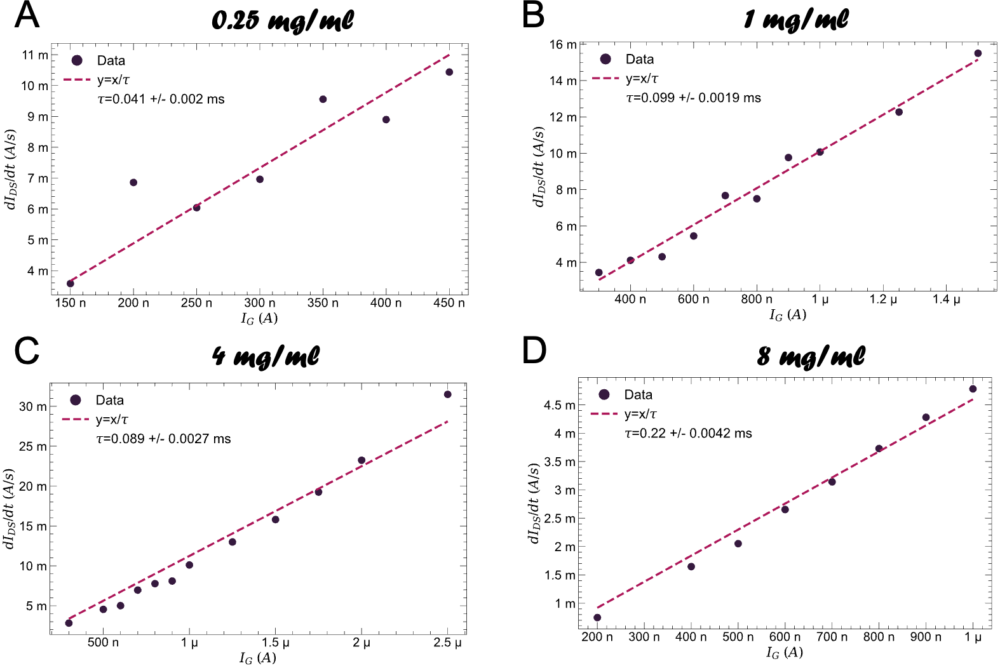 A
0.25 mg/ml
11 m
10 m
9 m
8 m
7 m
6 m
5 m
4 m
dI_DS/dt (A/s)
Data
y=x/τ
τ=0.041 +/- 0.002 ms
150 n 200 n 250 n 300 n 350 n 400 n 450 n
I_G (A)
B
1 mg/ml
16 m
14 m
12 m
10 m
8 m
6 m
4 m
dI_DS/dt (A/s)
Data
y=x/τ
τ=0.099 +/- 0.0019 ms
400 n 600 n 800 n 1 μ 1.2 μ 1.4 μ
I_G (A)
C
4 mg/ml
30 m
25 m
20 m
15 m
10 m
5 m
dI_DS/dt (A/s)
Data
y=x/τ
τ=0.089 +/- 0.0027 ms
500 n 1 μ 1.5 μ 2 μ 2.5 μ
I_G (A)
D
8 mg/ml
4.5 m
4 m
3.5 m
3 m
2.5 m
2 m
1.5 m
1 m
dI_DS/dt (A/s)
Data
y=x/τ
τ=0.22 +/- 0.0042 ms
200 n 300 n 400 n 500 n 600 n 700 n 800 n 900 n 1 μ
I_G (A)